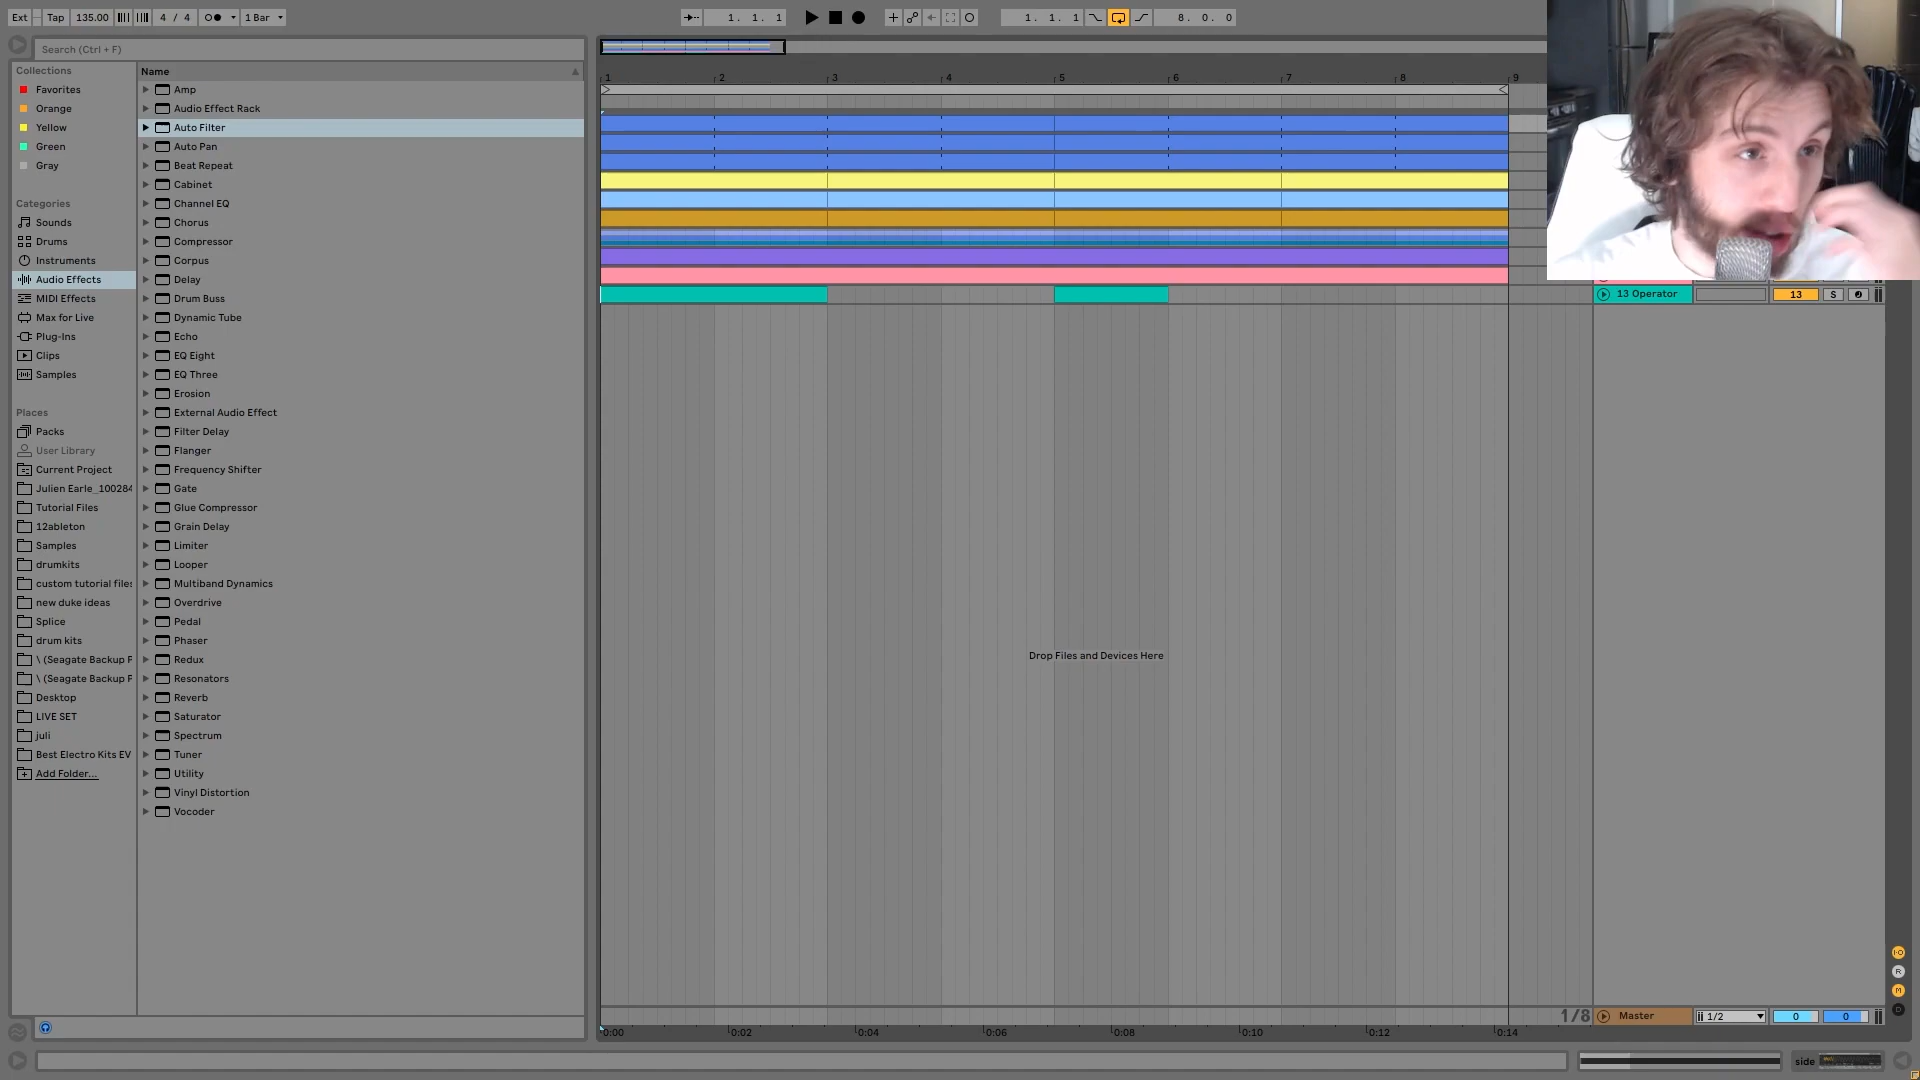 Ext Tap 135.00 4 / 4 1 Bar 1. 1. 1 1. 1. 1 8. 0. 0
Search (Ctrl + F)
Collections
Favorites
Orange
Yellow
Green
Gray
Categories
Sounds
Drums
Instruments
Audio Effects
MIDI Effects
Max for Live
Plug-Ins
Clips
Samples
Places
Packs
User Library
Current Project
Julien Earle_100284
Tutorial Files
12ableton
Samples
drumkits
custom tutorial files
new duke ideas
Splice
drum kits
\ (Seagate Backup P
\ (Seagate Backup P
Desktop
LIVE SET
juli
Best Electro Kits EV
Add Folder...
Name
Amp
Audio Effect Rack
Auto Filter
Auto Pan
Beat Repeat
Cabinet
Channel EQ
Chorus
Compressor
Corpus
Delay
Drum Buss
Dynamic Tube
Echo
EQ Eight
EQ Three
Erosion
External Audio Effect
Filter Delay
Flanger
Frequency Shifter
Gate
Glue Compressor
Grain Delay
Limiter
Looper
Multiband Dynamics
Overdrive
Pedal
Phaser
Redux
Resonators
Reverb
Saturator
Spectrum
Tuner
Utility
Vinyl Distortion
Vocoder
1 2 3 4 5 6 7 8 9
13 Operator 13 S
Drop Files and Devices Here
R
M
D
1/8 Master 1/2 0 0
0:00 0:02 0:04 0:06 0:08 0:10 0:12 0:14
side